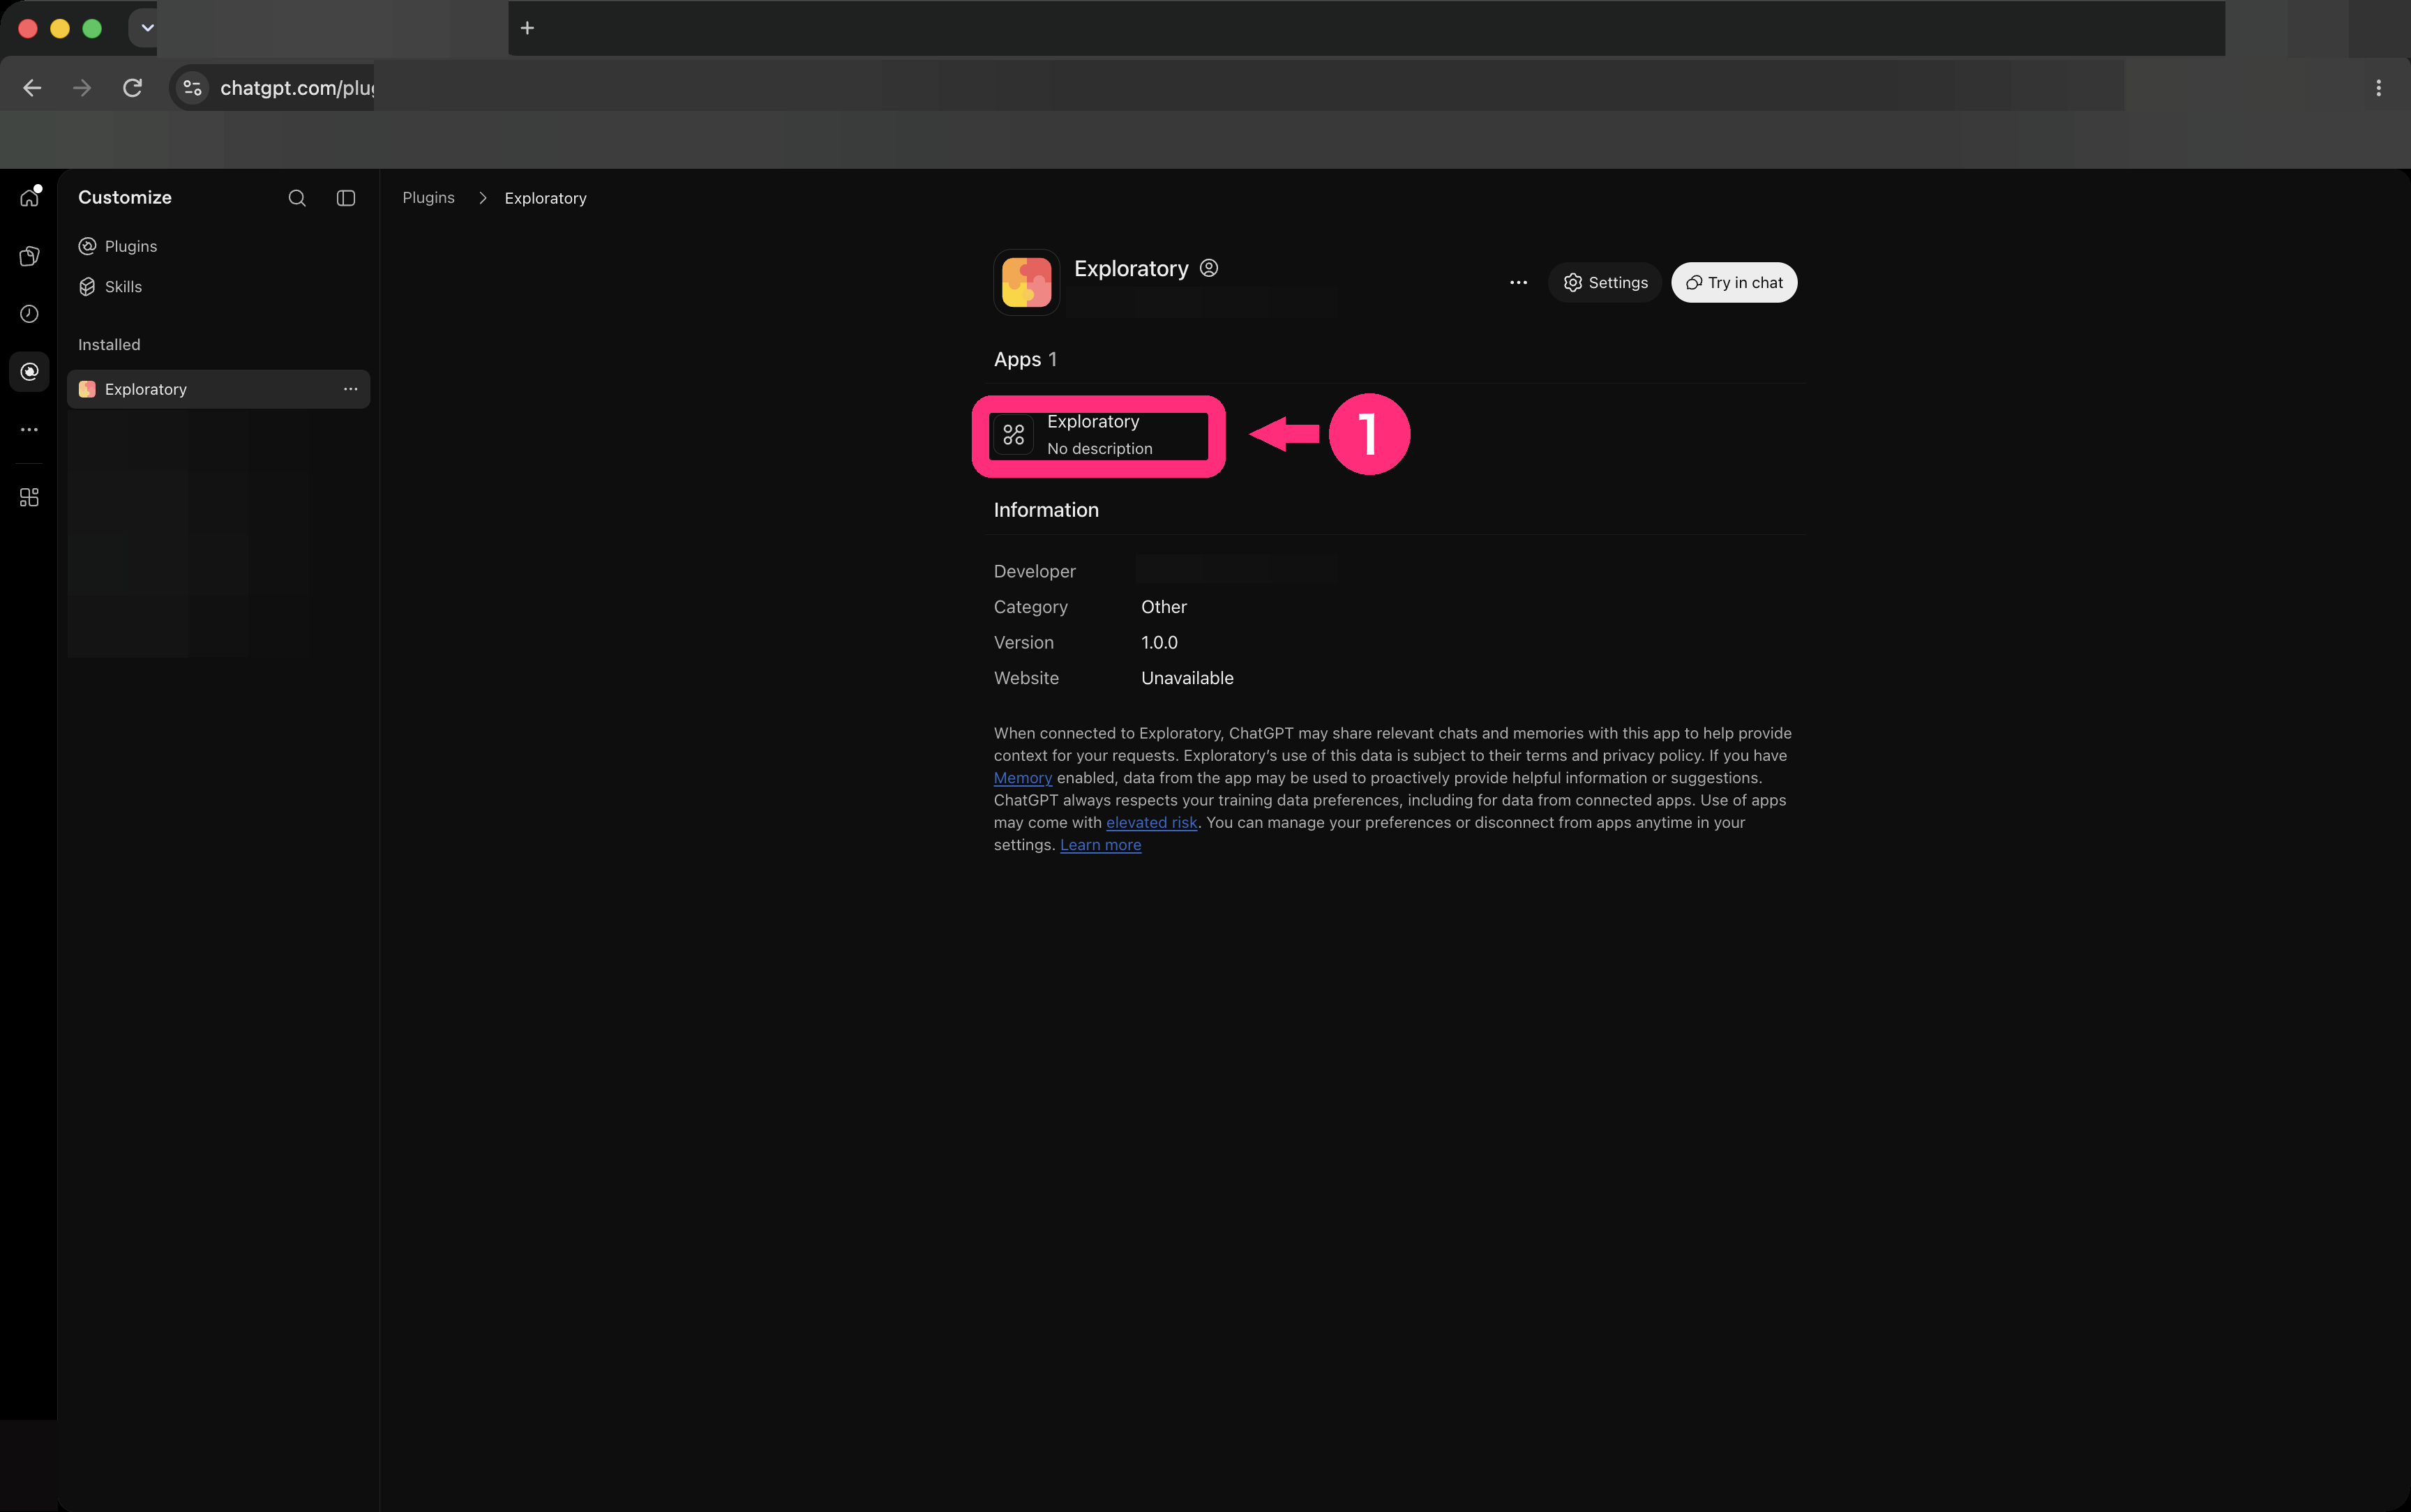 chatgpt.com/plug
Customize
Plugins
Skills
Installed
Exploratory
Plugins
Exploratory
Exploratory
Settings
Try in chat
Apps 1
Exploratory
No description
1
Information
Developer
Category Other
Version 1.0.0
Website Unavailable
When connected to Exploratory, ChatGPT may share relevant chats and memories with this app to help provide
context for your requests. Exploratory's use of this data is subject to their terms and privacy policy. If you have
Memory enabled, data from the app may be used to proactively provide helpful information or suggestions.
ChatGPT always respects your training data preferences, including for data from connected apps. Use of apps
may come with elevated risk. You can manage your preferences or disconnect from apps anytime in your
settings. Learn more